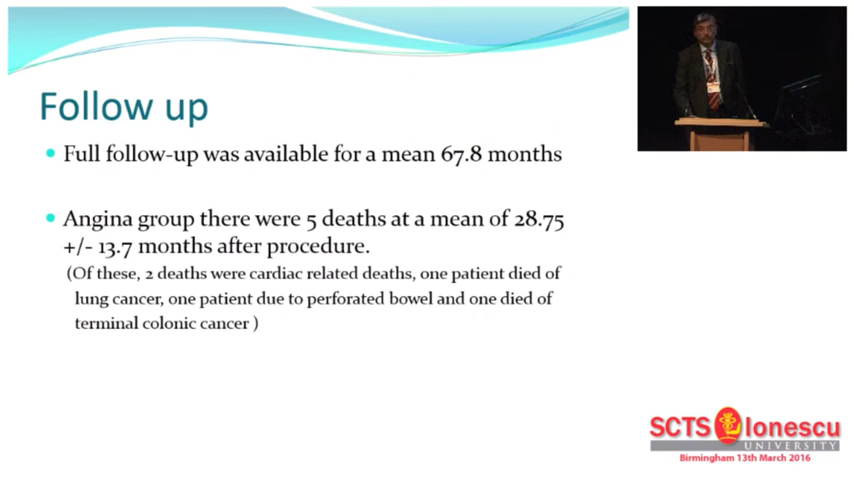 Follow up
Full follow-up was available for a mean 67.8 months
Angina group there were 5 deaths at a mean of 28.75
+/- 13.7 months after procedure.
(Of these, 2 deaths were cardiac related deaths, one patient died of
lung cancer, one patient due to perforated bowel and one died of
terminal colonic cancer )
SCTS Ionescu
UNIVERSITY
Birmingham 13th March 2016